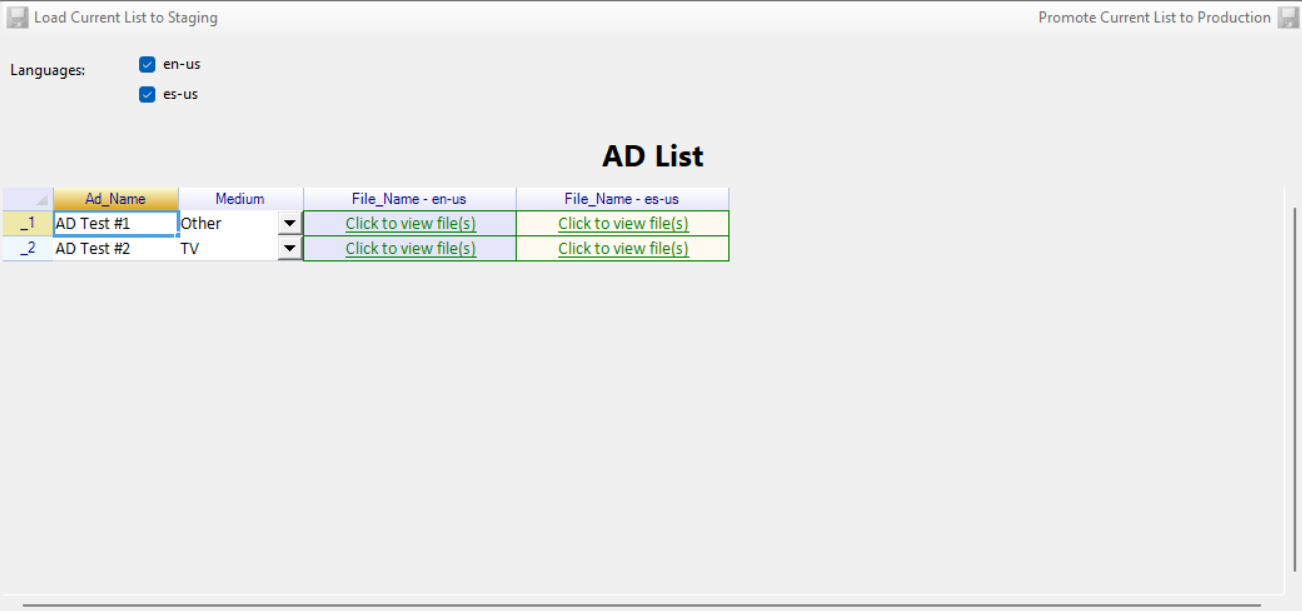 Load Current List to Staging Promote Current List to Production
Languages: en-us
es-us
AD List
Ad_Name Medium File_Name - en-us File_Name - es-us
_1 AD Test #1 Other Click to view file(s) Click to view file(s)
_2 AD Test #2 TV Click to view file(s) Click to view file(s)